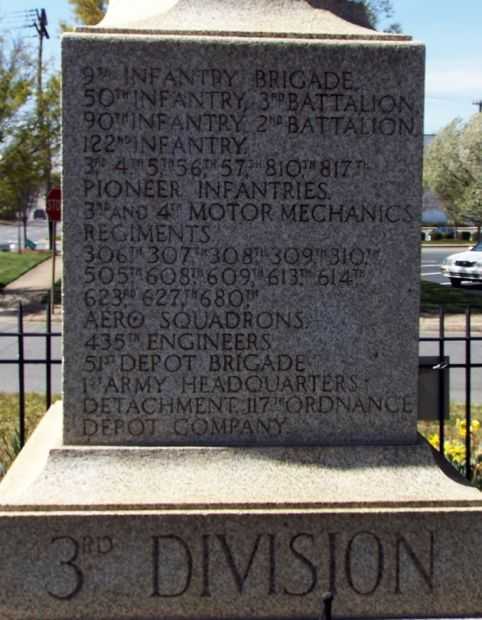 9TH INFANTRY BRIGADE.
50TH INFANTRY, 3RD BATTALION.
90TH INFANTRY, 2ND BATTALION.
122ND INFANTRY.
3RD, 4TH 5TH, 56TH, 57TH 810TH, 817TH
PIONEER INFANTRIES.
3RD AND 4TH MOTOR MECHANICS
REGIMENTS.
306TH 307TH 308TH 309TH 310TH
505TH 608TH, 609TH, 613TH, 614TH
623RD 627TH 680TH
AERO SQUADRONS.
435TH ENGINEERS.
51ST DEPOT BRIGADE.
1ST ARMY HEADQUARTERS
DETACHMENT. 117TH ORDNANCE
DEPOT COMPANY.
3RD DIVISION